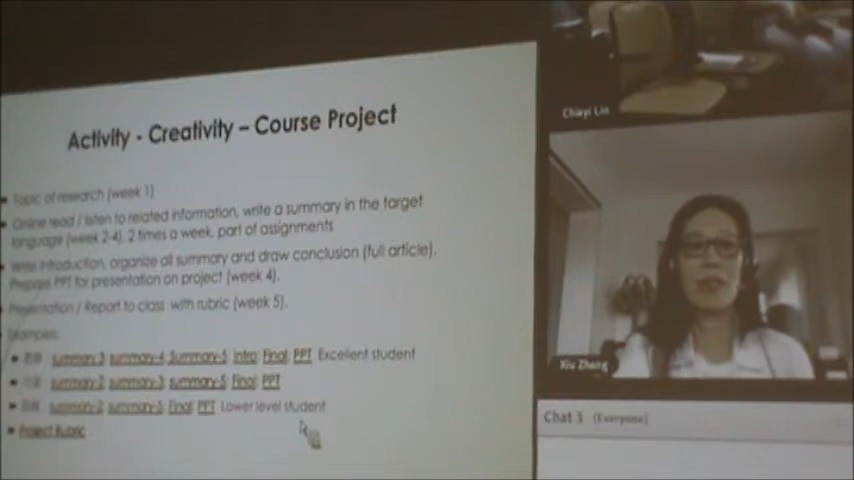 Activity - Creativity – Course Project
Topic of research (week 1)
Online read / listen to related information, write a summary in the target
language (week 2-4), 2 times a week, part of assignments
Write introduction, organize all summary and draw conclusion (full article).
Prepare PPT for presentation on project (week 4).
Presentation / Report to class with rubric (week 5).
Examples:
summary-3 summary-4 Summary-5 Intro: Final: PPT Excellent student
summary-2 summary-3 summary-5 Final: PPT
summary-2 summary-5: Final: PPT Lower level student
Project Rubric
Chieyi Lin
Xiu Zhang
Chat 3 (Everyone)